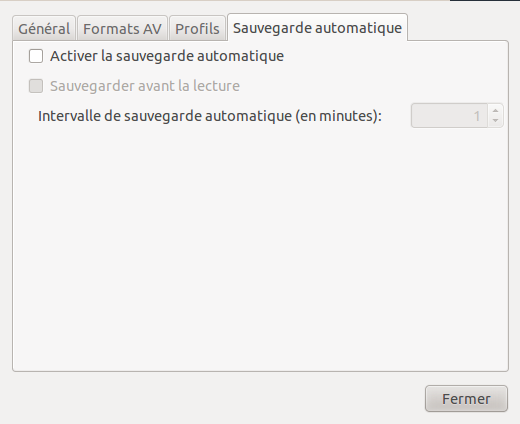 Général Formats AV Profils Sauvegarde automatique
Activer la sauvegarde automatique
Sauvegarder avant la lecture
Intervalle de sauvegarde automatique (en minutes): 1
Fermer